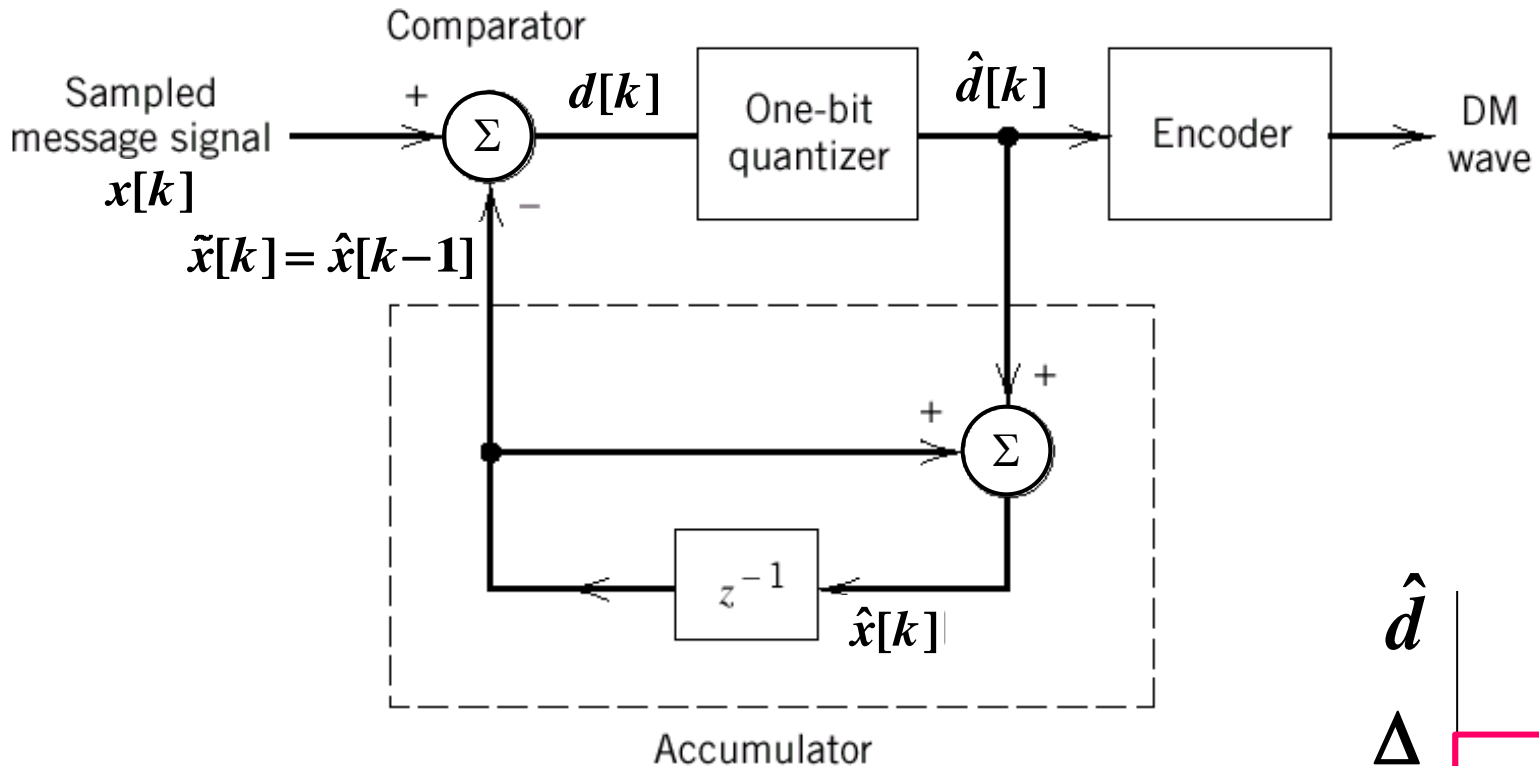 Comparator
Sampled
message signal
x[k]
+
Σ
−
d[k]
One-bit
quantizer
d̂[k]
Encoder
DM
wave
x̃[k] = x̂[k−1]
+
+
Σ
z⁻¹
x̂[k]
Accumulator
d̂
Δ